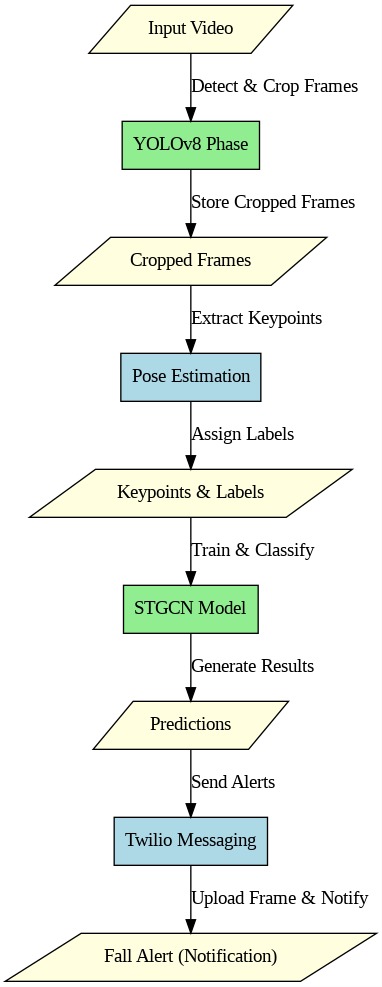 Input Video
Detect & Crop Frames
YOLOv8 Phase
Store Cropped Frames
Cropped Frames
Extract Keypoints
Pose Estimation
Assign Labels
Keypoints & Labels
Train & Classify
STGCN Model
Generate Results
Predictions
Send Alerts
Twilio Messaging
Upload Frame & Notify
Fall Alert (Notification)